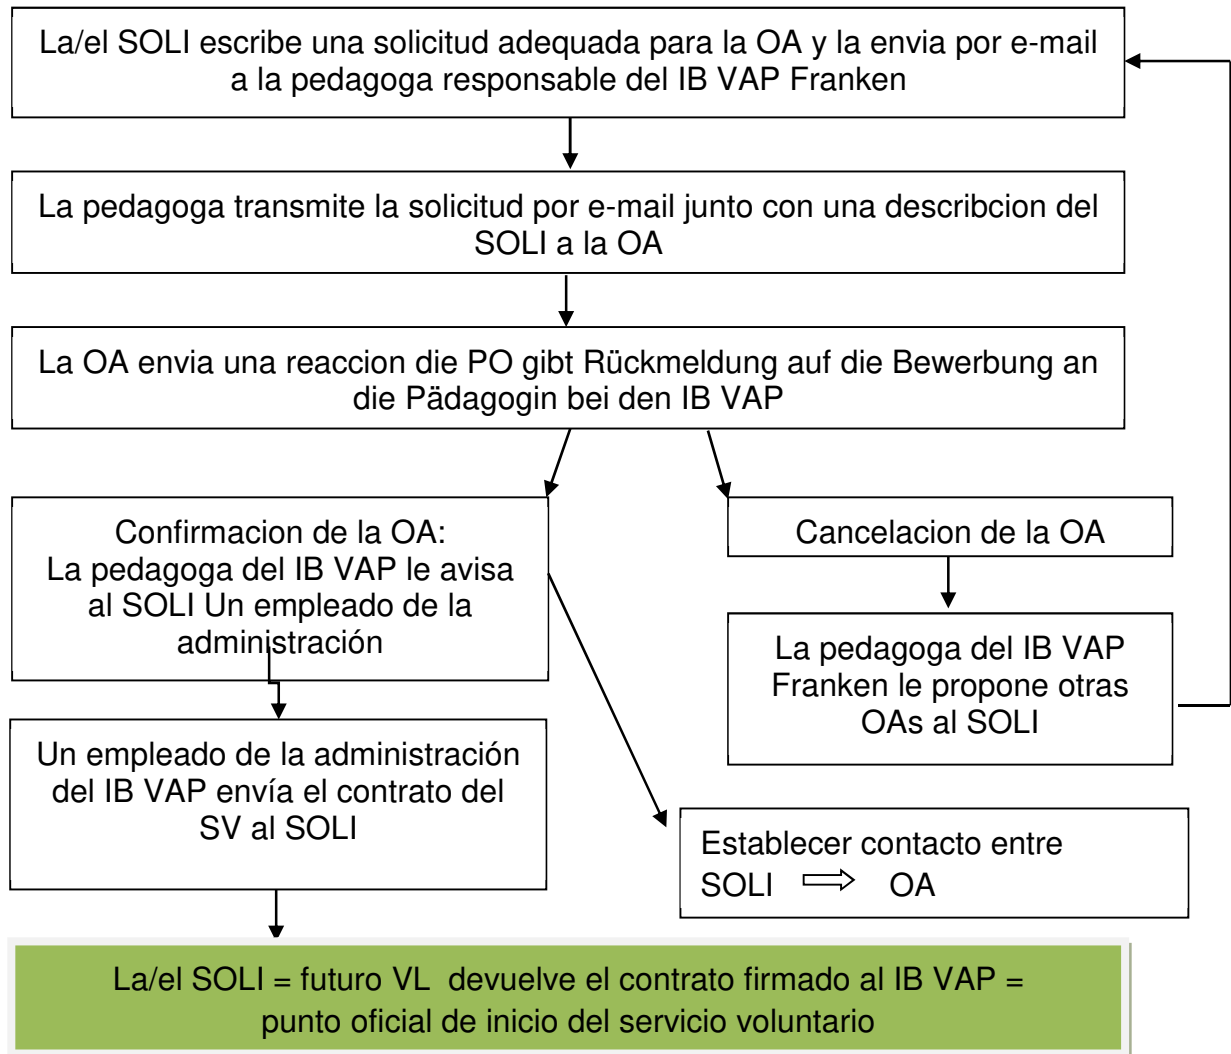 La/el SOLI escribe una solicitud adequada para la OA y la envia por e-mail
a la pedagoga responsable del IB VAP Franken
La pedagoga transmite la solicitud por e-mail junto con una describcion del
SOLI a la OA
La OA envia una reaccion die PO gibt Rückmeldung auf die Bewerbung an
die Pädagogin bei den IB VAP
Confirmacion de la OA:
La pedagoga del IB VAP le avisa
al SOLI Un empleado de la
administración
Cancelacion de la OA
La pedagoga del IB VAP
Franken le propone otras
OAs al SOLI
Un empleado de la administración
del IB VAP envía el contrato del
SV al SOLI
Establecer contacto entre
SOLI ⇨ OA
La/el SOLI = futuro VL devuelve el contrato firmado al IB VAP =
punto oficial de inicio del servicio voluntario